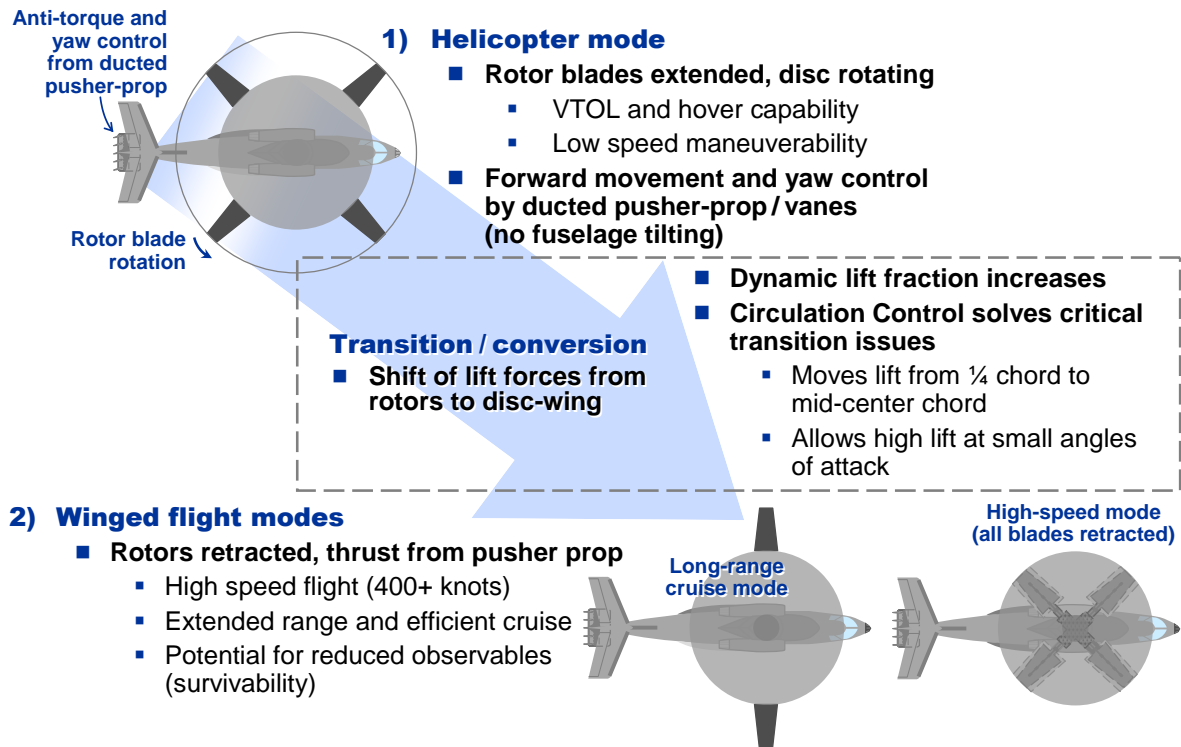 Anti-torque and
yaw control
from ducted
pusher-prop
1) Helicopter mode
■ Rotor blades extended, disc rotating
▪ VTOL and hover capability
▪ Low speed maneuverability
■ Forward movement and yaw control
by ducted pusher-prop / vanes
(no fuselage tilting)
Rotor blade
rotation
Transition / conversion
■ Shift of lift forces from
rotors to disc-wing
■ Dynamic lift fraction increases
■ Circulation Control solves critical
transition issues
▪ Moves lift from ¼ chord to
mid-center chord
▪ Allows high lift at small angles
of attack
2) Winged flight modes
■ Rotors retracted, thrust from pusher prop
▪ High speed flight (400+ knots)
▪ Extended range and efficient cruise
▪ Potential for reduced observables
(survivability)
Long-range
cruise mode
High-speed mode
(all blades retracted)